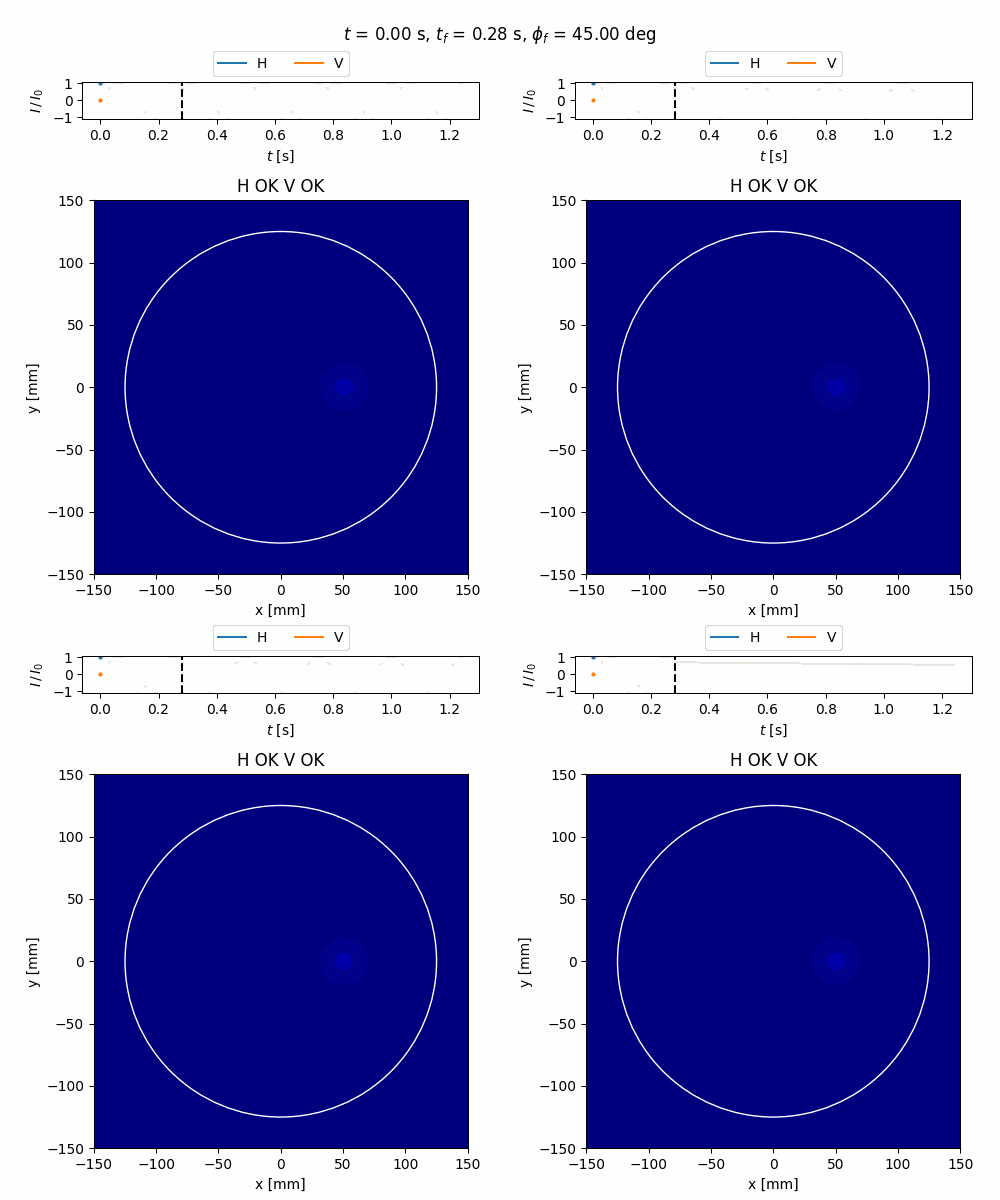 t = 0.00 s, t_f = 0.28 s, ϕ_f = 45.00 deg
H V H V
1 1
0 0
−1 −1
I / I_0 I / I_0
0.0 0.2 0.4 0.6 0.8 1.0 1.2 0.0 0.2 0.4 0.6 0.8 1.0 1.2
t [s] t [s]
H OK V OK H OK V OK
150 150
100 100
50 50
0 0
−50 −50
−100 −100
−150 −150
y [mm] y [mm]
−150 −100 −50 0 50 100 150 −150 −100 −50 0 50 100 150
x [mm] x [mm]
H V H V
1 1
0 0
−1 −1
I / I_0 I / I_0
0.0 0.2 0.4 0.6 0.8 1.0 1.2 0.0 0.2 0.4 0.6 0.8 1.0 1.2
t [s] t [s]
H OK V OK H OK V OK
150 150
100 100
50 50
0 0
−50 −50
−100 −100
−150 −150
y [mm] y [mm]
−150 −100 −50 0 50 100 150 −150 −100 −50 0 50 100 150
x [mm] x [mm]